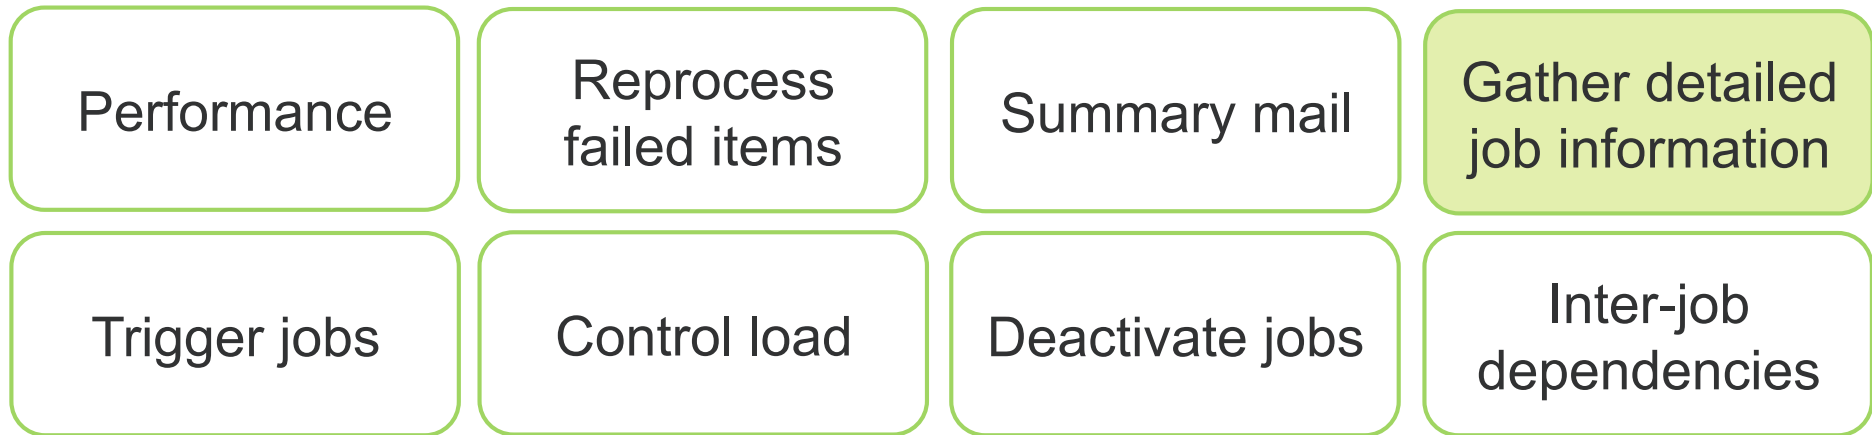 Performance
Reprocess
failed items
Summary mail
Gather detailed
job information
Trigger jobs
Control load
Deactivate jobs
Inter-job
dependencies